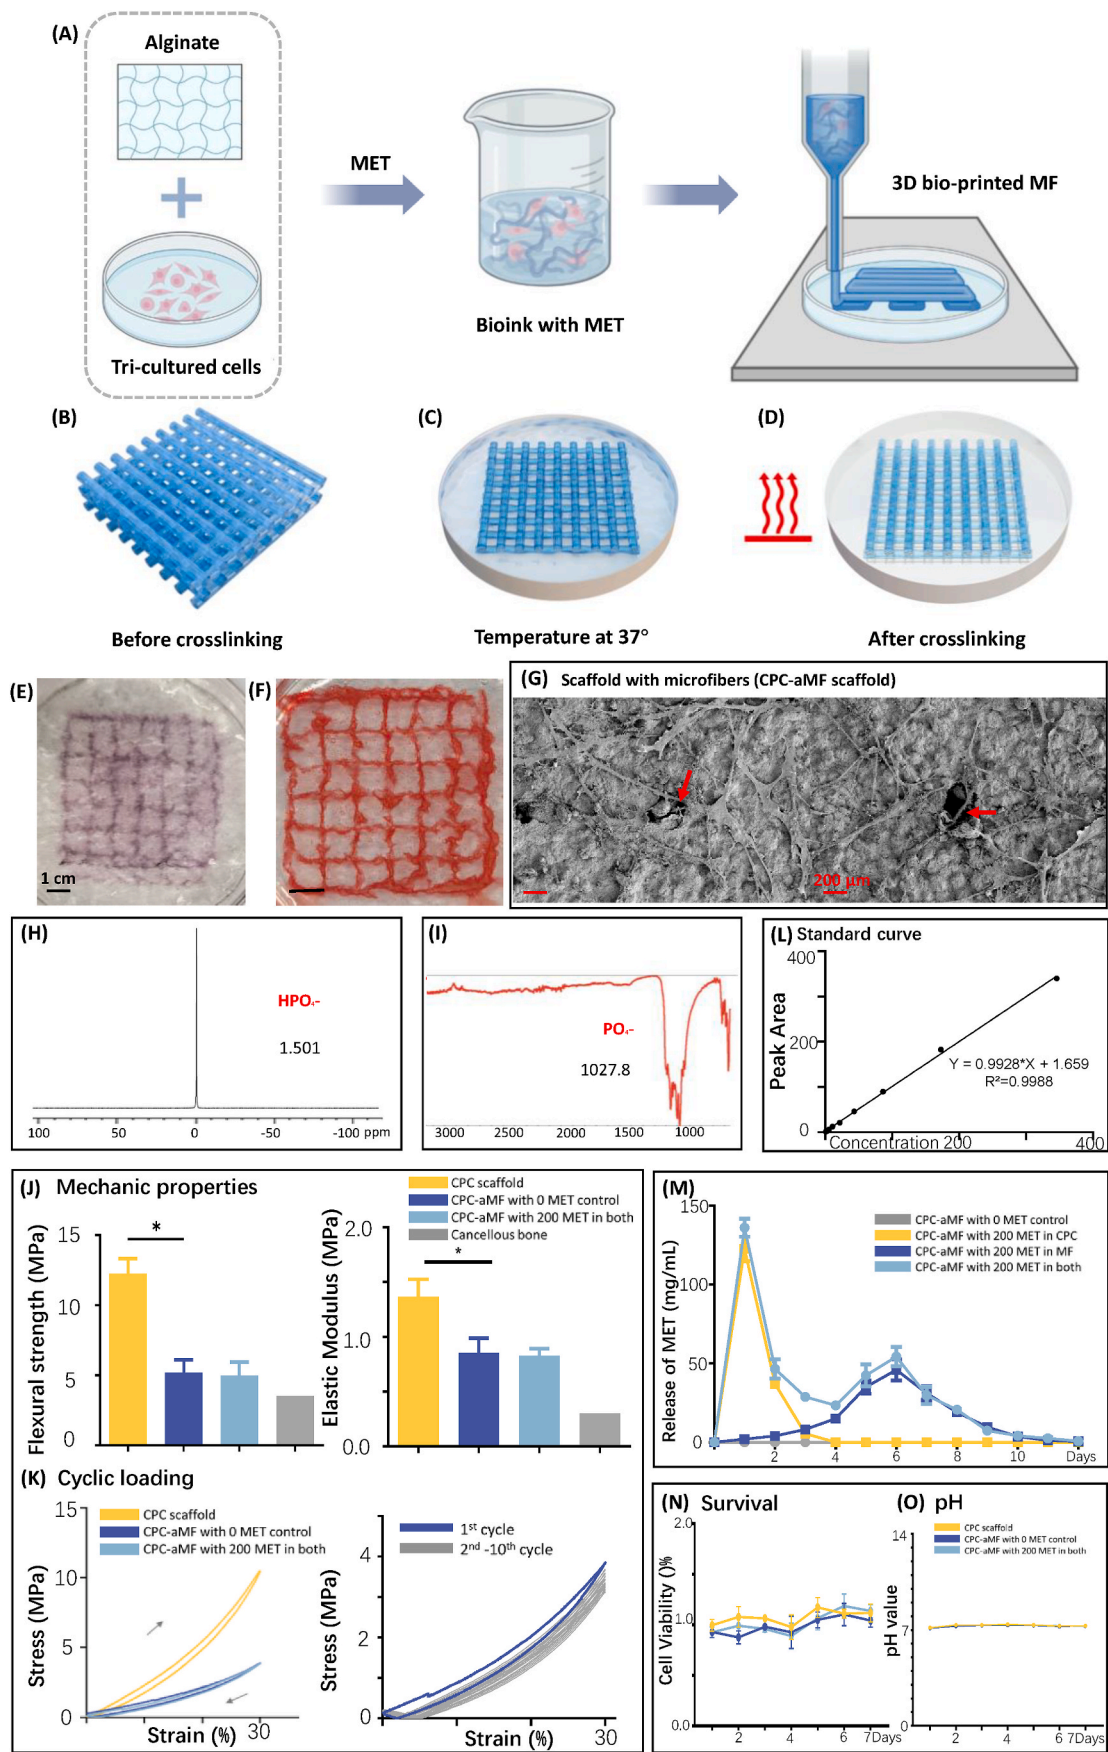 (A)
Alginate
MET
3D bio-printed MF
Bioink with MET
Tri-cultured cells
(B)
(C)
(D)
Before crosslinking
Temperature at 37°
After crosslinking
(E)
1 cm
(F)
(G) Scaffold with microfibers (CPC-aMF scaffold)
200 μm
(H)
HPO₄-
1.501
100 50 0 -50 -100 ppm
(I)
PO₄-
1027.8
3000 2500 2000 1500 1000
(L) Standard curve
Peak Area
400
200
0
Y = 0.9928*X + 1.659
R²=0.9988
Concentration 200 400
(J) Mechanic properties
CPC scaffold
CPC-aMF with 0 MET control
CPC-aMF with 200 MET in both
Cancellous bone
Flexural strength (MPa)
15
10
5
0
*
Elastic Modulus (MPa)
2.0
1.0
0.0
*
(M)
CPC-aMF with 0 MET control
CPC-aMF with 200 MET in CPC
CPC-aMF with 200 MET in MF
CPC-aMF with 200 MET in both
Release of MET (mg/mL)
150
100
50
0
2 4 6 8 10 Days
(K) Cyclic loading
CPC scaffold
CPC-aMF with 0 MET control
CPC-aMF with 200 MET in both
Stress (MPa)
15
10
5
0
Strain (%) 30
1st cycle
2nd -10th cycle
Stress (MPa)
4
2
0
Strain (%) 30
(N) Survival
Cell Viability ()%
2.0
1.0
0.0
2 4 6 7Days
(O) pH
CPC scaffold
CPC-aMF with 0 MET control
CPC-aMF with 200 MET in both
pH value
14
7
0
2 4 6 7Days